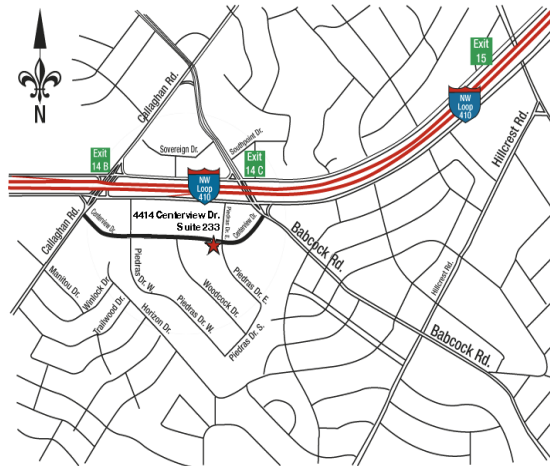 Exit
15
NW
Loop
410
Callaghan Rd.
N
Hillcrest Rd.
Sovereign Dr.
Southpoint Dr.
Exit
14 B
Exit
14 C
NW
Loop
410
Callaghan Rd.
Centerview Dr.
4414 Centerview Dr.
Suite 233
Piedras Dr. E.
Centerview Dr.
Babcock Rd.
Manitou Dr.
Winlock Dr.
Trailwood Dr.
Piedras Dr. W.
Horizon Dr.
Piedras Dr. W.
Woodcock Dr.
Piedras Dr. E.
Piedras Dr. S.
Hillcrest Rd.
Babcock Rd.